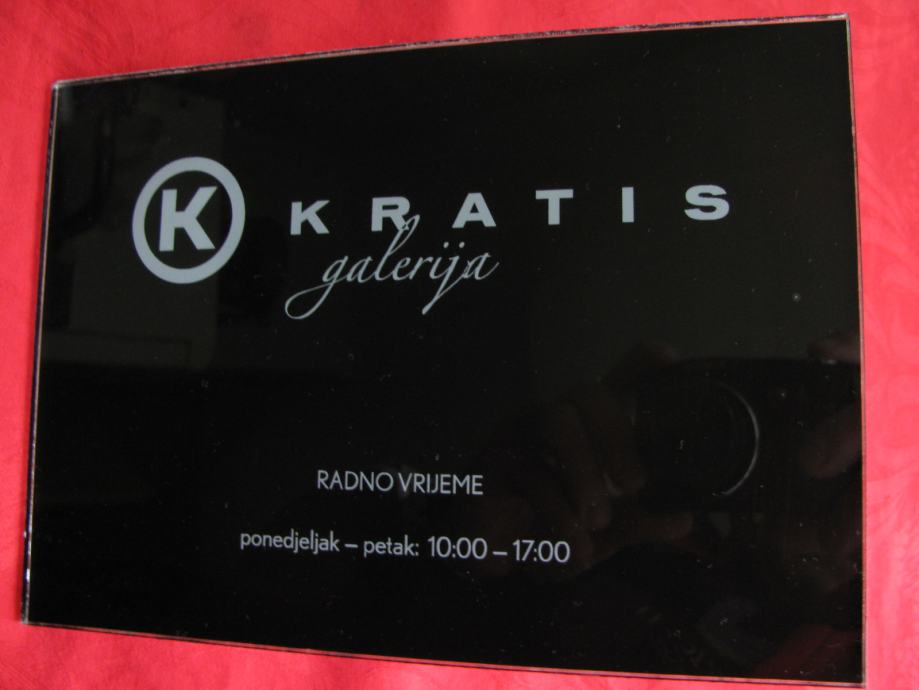 K KRATIS
galerija
RADNO VRIJEME
ponedjeljak – petak: 10:00 – 17:00